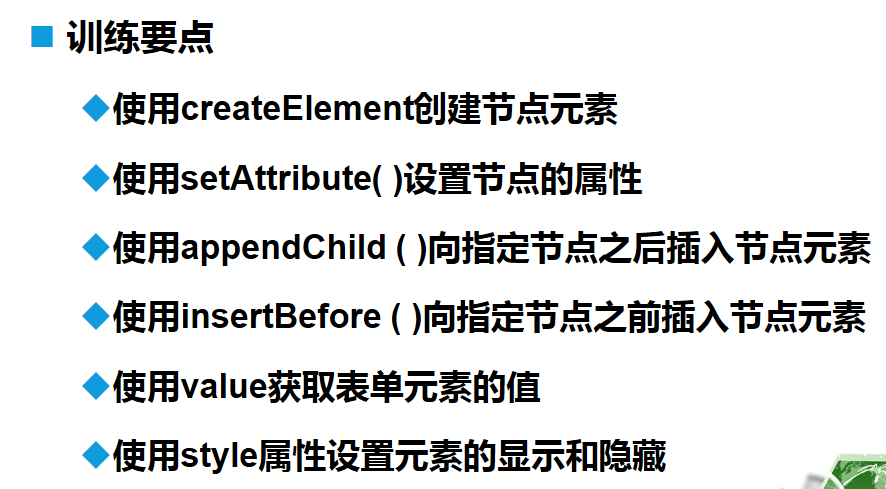 训练要点
使用createElement创建节点元素
使用setAttribute( )设置节点的属性
使用appendChild ( )向指定节点之后插入节点元素
使用insertBefore ( )向指定节点之前插入节点元素
使用value获取表单元素的值
使用style属性设置元素的显示和隐藏